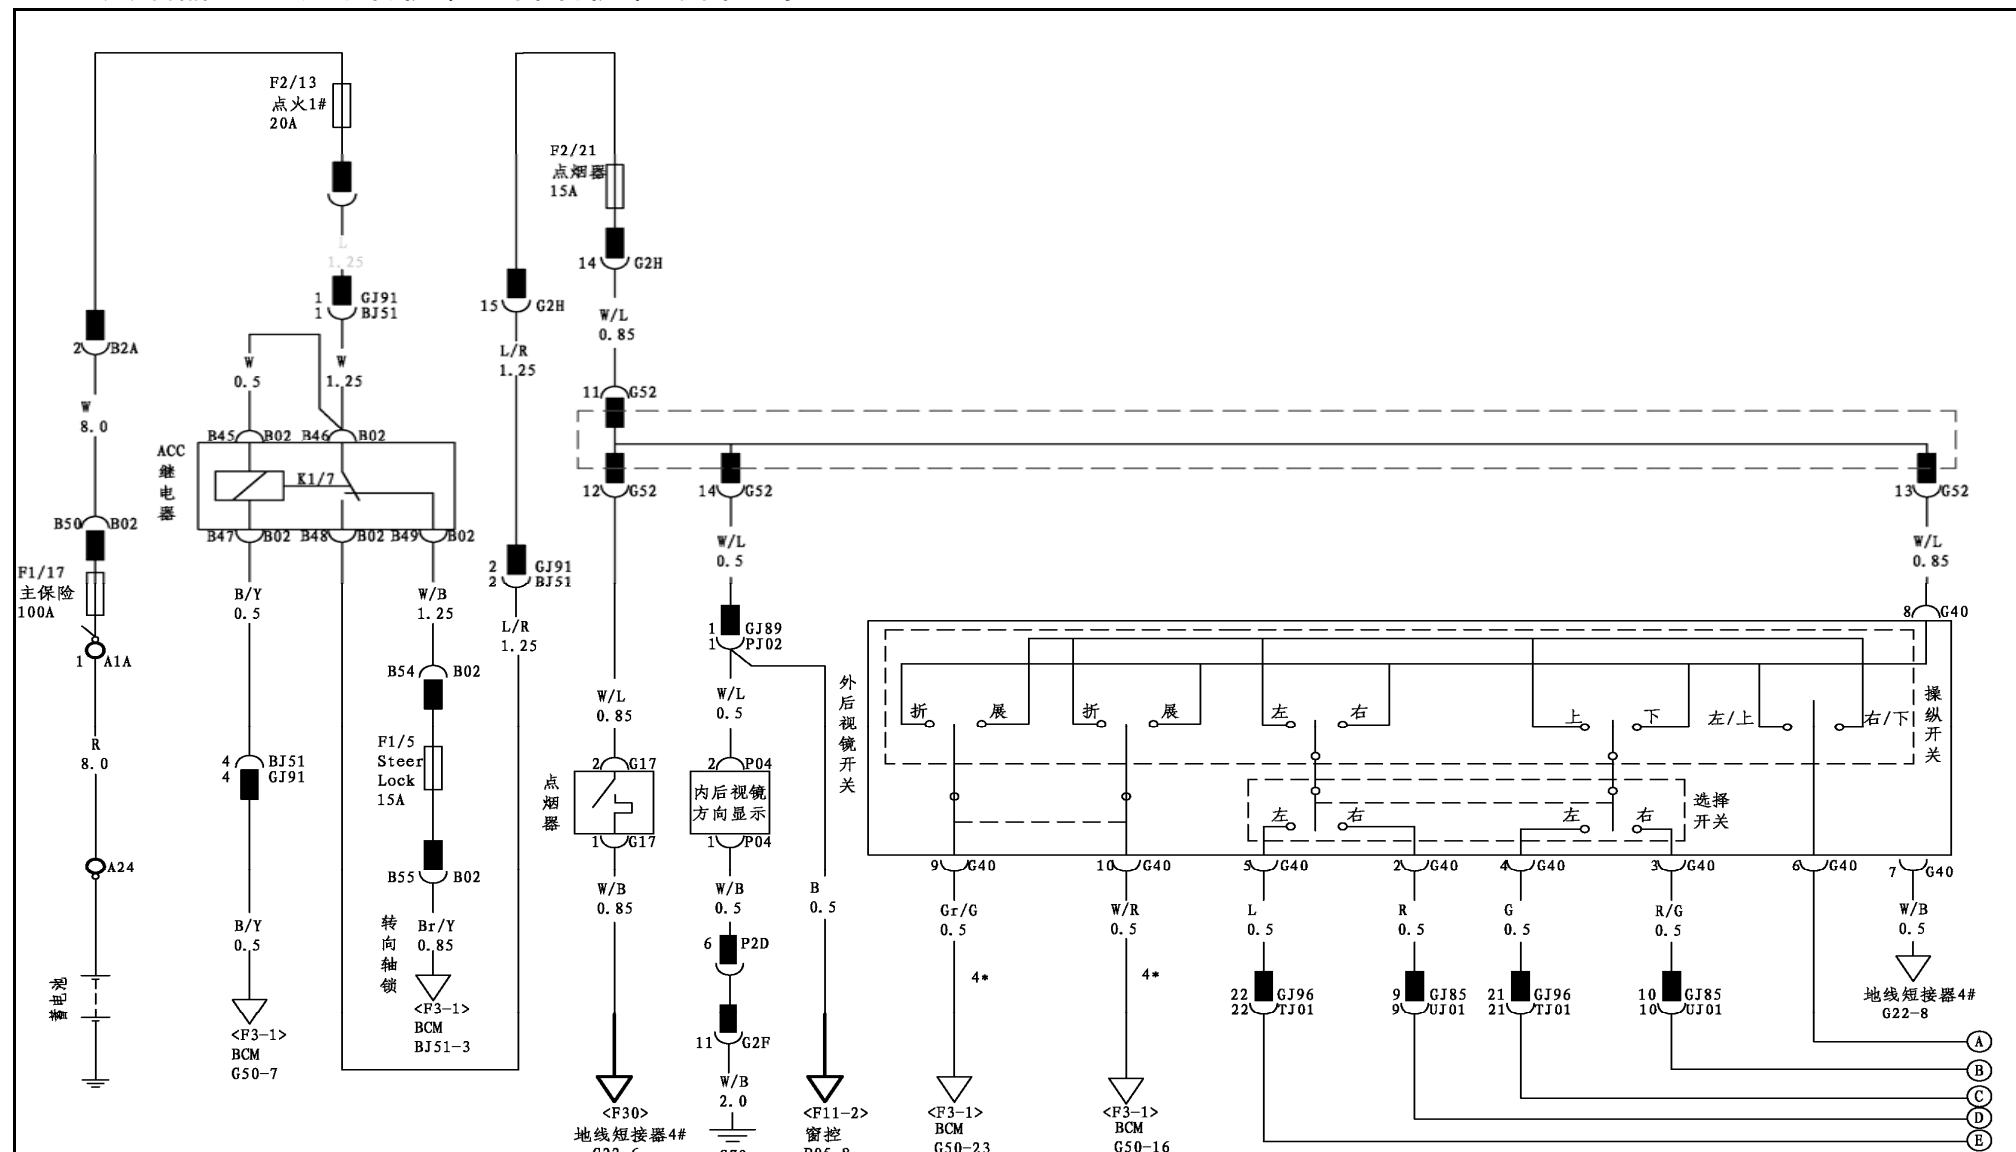 F2/13
点火1#
20A
F2/21
点烟器
15A
L
1.25
14 G2H
1 GJ91
1 BJ51
15 G2H
W/L
0.85
2 B2A
W
0.5
W
1.25
L/R
1.25
11 G52
W
8.0
B45 B02 B46 B02
ACC
继
电
器
K1/7
12 G52
14 G52
13 G52
B50 B02
B47 B02 B48 B02 B49 B02
W/L
0.5
W/L
0.85
F1/17
主保险
100A
2 GJ91
2 BJ51
B/Y
0.5
W/B
1.25
8 G40
L/R
1.25
1 GJ89
1 PJ02
1 A1A
B54 B02
外
后
视
镜
开
关
W/L
0.85
W/L
0.5
操
纵
开
关
折 展 折 展 左 右 上 下 左/上 右/下
R
8.0
F1/5
Steer
Lock
15A
4 BJ51
4 GJ91
点
烟
器
2 G17
2 P04
内后视镜
方向显示
选择
开关
左 右 左 右
1 G17
1 P04
A24
B55 B02
9 G40
10 G40
5 G40
2 G40
4 G40
3 G40
6 G40
7 G40
W/B
0.85
W/B
0.5
B
0.5
Gr/G
0.5
W/R
0.5
L
0.5
R
0.5
G
0.5
R/G
0.5
W/B
0.5
B/Y
0.5
转
向
轴
锁
Br/Y
0.85
6 P2D
4*
4*
蓄电池
22 GJ96
22 TJ01
9 GJ85
9 UJ01
21 GJ96
21 TJ01
10 GJ85
10 UJ01
地线短接器4#
G22-8
<F3-1>
BCM
BJ51-3
<F3-1>
BCM
G50-7
11 G2F
A
B
C
D
E
W/B
2.0
<F30>
地线短接器4#
<F11-2>
窗控
<F3-1>
BCM
G50-23
<F3-1>
BCM
G50-16